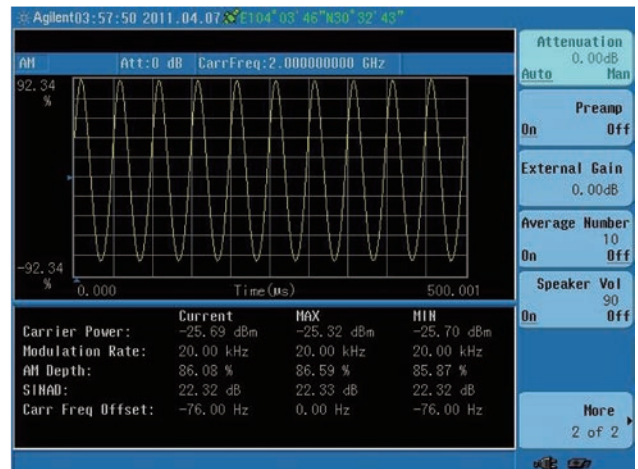 Agilent 03:57:50 2011.04.07 E104°03'46"N30°32'43"
AM Att:0 dB CarrFreq:2.000000000 GHz
92.34
%
-92.34
%
0.000 Time(µs) 500.001
Current MAX MIN
Carrier Power: -25.69 dBm -25.32 dBm -25.70 dBm
Modulation Rate: 20.00 kHz 20.00 kHz 20.00 kHz
AM Depth: 86.08 % 86.59 % 85.87 %
SINAD: 22.32 dB 22.33 dB 22.32 dB
Carr Freq Offset: -76.00 Hz 0.00 Hz -76.00 Hz
Attenuation
0.00dB
Auto Man
Preamp
On Off
External Gain
0.00dB
Average Number
10
On Off
Speaker Vol
90
On Off
More
2 of 2